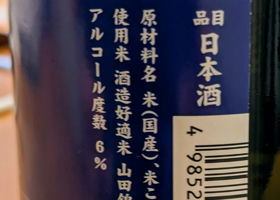 品目 日本酒
原材料名 米(国産)、米こ
使用米 酒造好適米 山田錦
アルコール度数 6%
4 9852